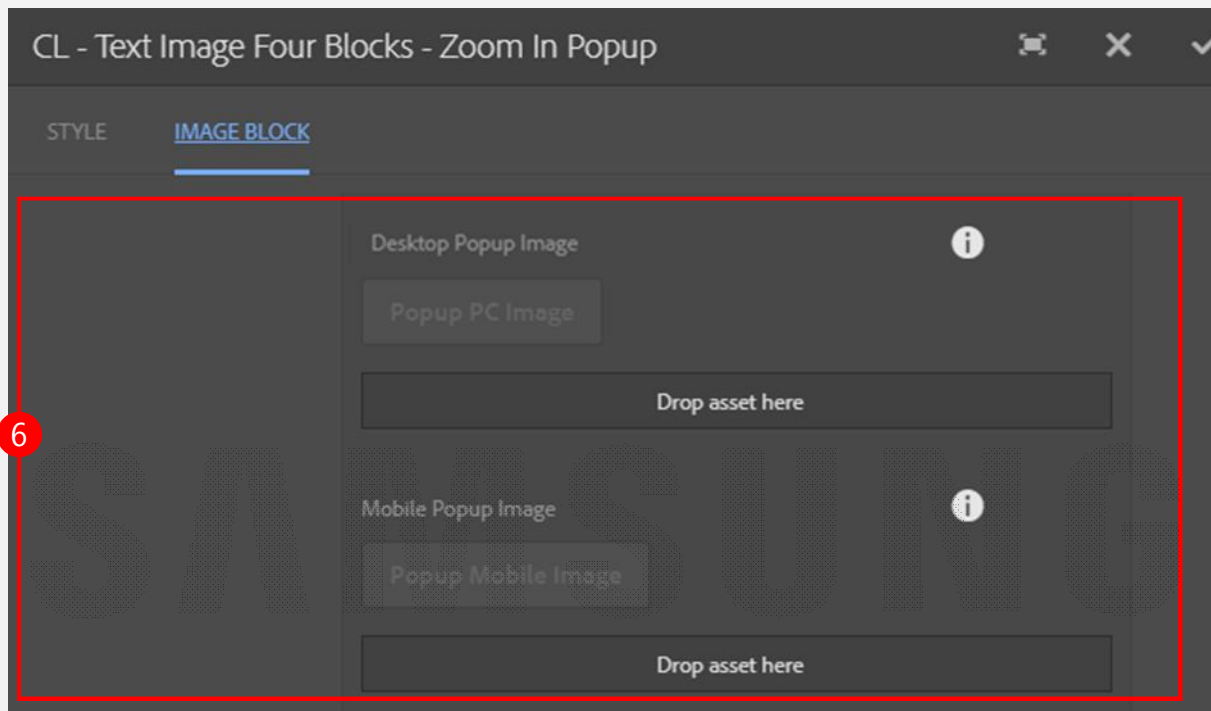 CL - Text Image Four Blocks - Zoom In Popup
STYLE IMAGE BLOCK
Desktop Popup Image
Popup PC Image
Drop asset here
6
SAMSUNG
Mobile Popup Image
Popup Mobile Image
Drop asset here